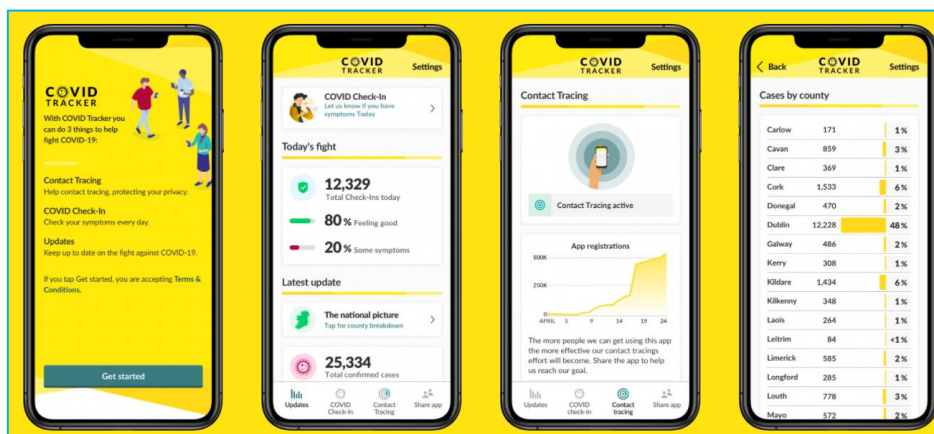 COVID
TRACKER
With COVID Tracker you
can do 3 things to help
fight COVID-19:
Contact Tracing
Help contact tracing, protecting your privacy.
COVID Check-In
Check your symptoms every day.
Updates
Keep up to date on the fight against COVID-19.
If you tap Get started, you are accepting Terms &
Conditions.
Get started
COVID
TRACKER
Settings
COVID Check-In
Let us know if you have
symptoms Today
Today's fight
12,329
Total Check-Ins today
80% Feeling good
20% Some symptoms
Latest update
The national picture
Tap for county breakdown
25,334
Total confirmed cases
Updates
COVID
Check-In
Contact
Tracing
Share app
COVID
TRACKER
Settings
Contact Tracing
Contact Tracing active
App registrations
500K
250K
0
APRIL 5 9 14 19 24
The more people we can get using this app
the more effective our contact tracings
effort will become. Share the app to help
us reach our goal.
Updates
COVID
check-in
Contact
tracing
Share app
Back
COVID
TRACKER
Settings
Cases by county
Carlow 171 1%
Cavan 859 3%
Clare 369 1%
Cork 1,533 6%
Donegal 470 2%
Dublin 12,228 48%
Galway 486 2%
Kerry 308 1%
Kildare 1,434 6%
Kilkenny 348 1%
Laois 264 1%
Leitrim 84 <1%
Limerick 585 2%
Longford 285 1%
Louth 778 3%
Mayo 572 2%